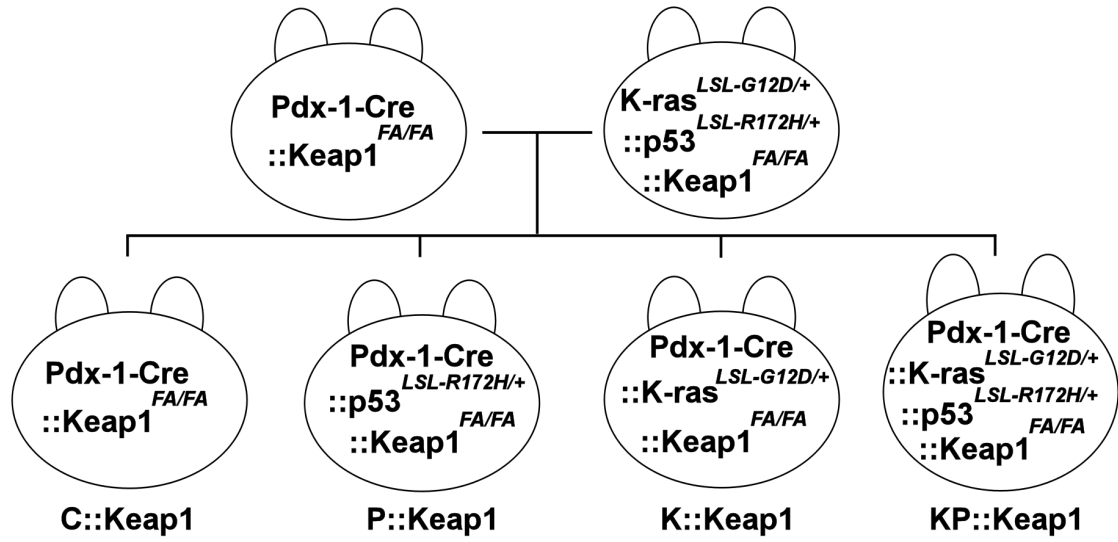 Pdx-1-Cre
::Keap1FA/FA
K-rasLSL-G12D/+
::p53LSL-R172H/+
::Keap1FA/FA
Pdx-1-Cre
::Keap1FA/FA
C::Keap1
Pdx-1-Cre
::p53LSL-R172H/+
::Keap1FA/FA
P::Keap1
Pdx-1-Cre
::K-rasLSL-G12D/+
::Keap1FA/FA
K::Keap1
Pdx-1-Cre
::K-rasLSL-G12D/+
::p53LSL-R172H/+
::Keap1FA/FA
KP::Keap1